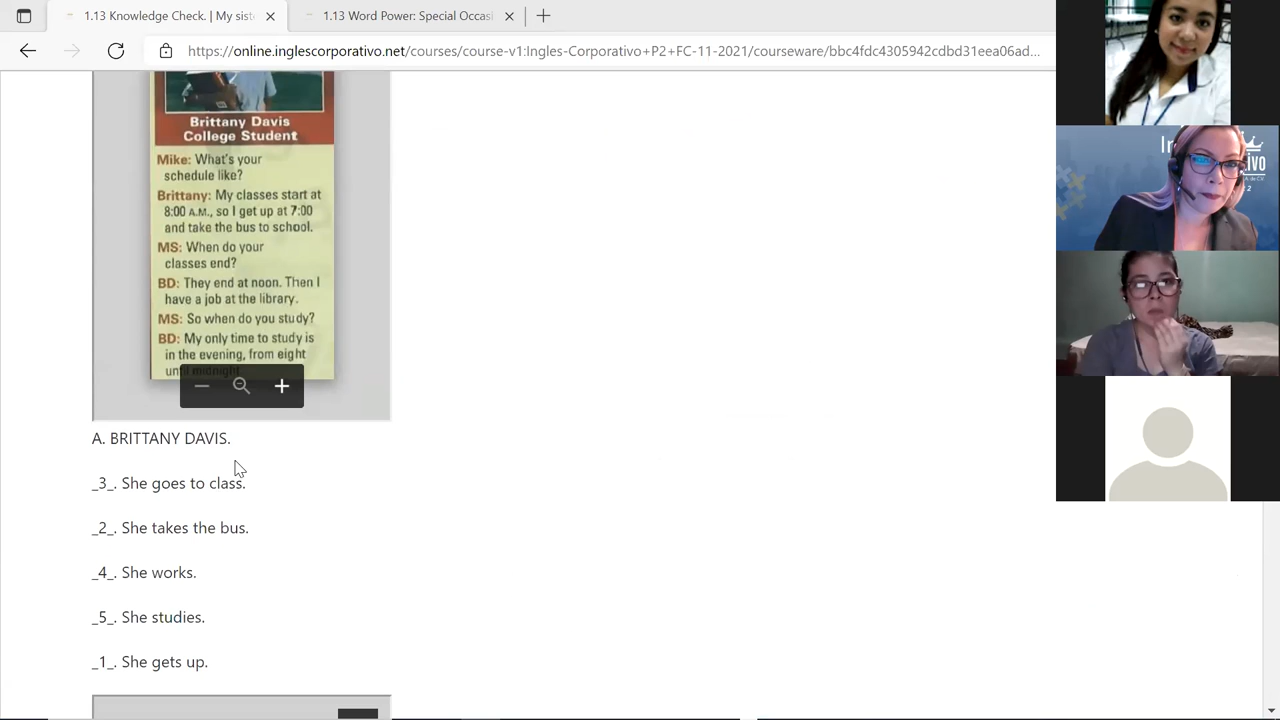 1.13 Knowledge Check. | My sist
1.13 Word Power: Special Occasi
https://online.inglescorporativo.net/courses/course-v1:Ingles-Corporativo+P2+FC-11-2021/courseware/bbc4fdc4305942cdbd31eea06ad...
Brittany Davis
College Student
Mike: What's your
schedule like?
Brittany: My classes start at
8:00 A.M., so I get up at 7:00
and take the bus to school.
MS: When do your
classes end?
BD: They end at noon. Then I
have a job at the library.
MS: So when do you study?
BD: My only time to study is
in the evening, from eight
until midnight.
A. BRITTANY DAVIS.
_3_. She goes to class.
_2_. She takes the bus.
_4_. She works.
_5_. She studies.
_1_. She gets up.